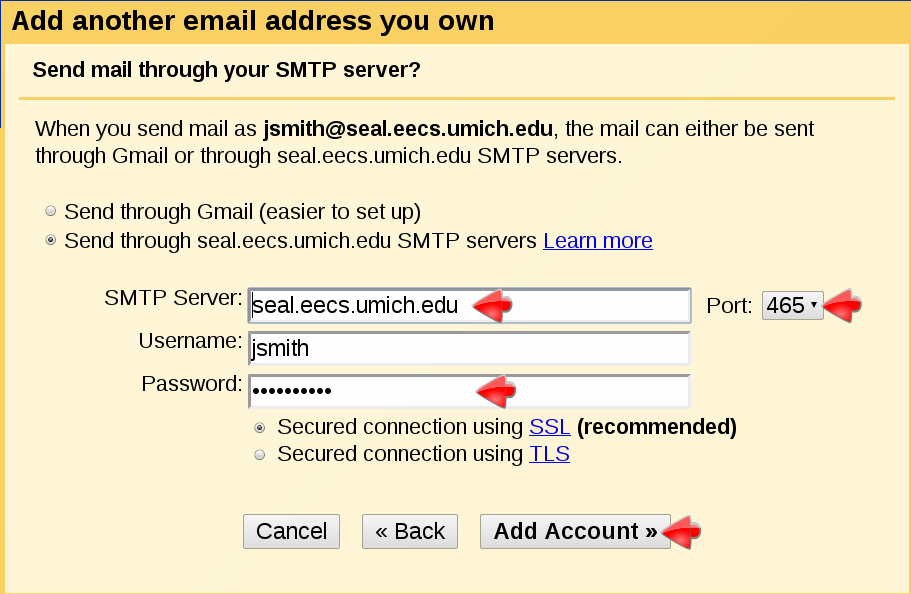 Add another email address you own
Send mail through your SMTP server?
When you send mail as jsmith@seal.eecs.umich.edu, the mail can either be sent
through Gmail or through seal.eecs.umich.edu SMTP servers.
Send through Gmail (easier to set up)
Send through seal.eecs.umich.edu SMTP servers Learn more
SMTP Server: seal.eecs.umich.edu Port: 465
Username: jsmith
Password: ••••••••••
Secured connection using SSL (recommended)
Secured connection using TLS
Cancel « Back Add Account »